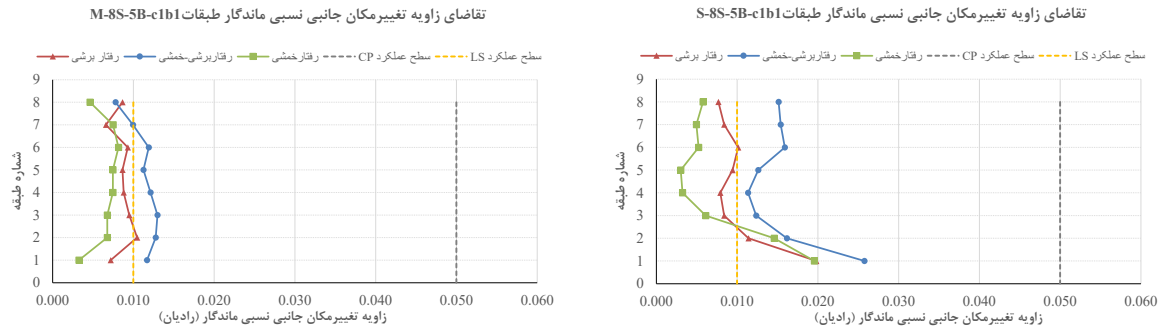 تقاضای زاویه تغییرمکان جانبی نسبی ماندگار طبقات M-8S-5B-c1b1
رفتار برشی رفتاربرشی-خمشی رفتارخمشی سطح عملکرد CP سطح عملکرد LS
شماره طبقه
9
8
7
6
5
4
3
2
1
0
0.000 0.010 0.020 0.030 0.040 0.050 0.060
زاویه تغییرمکان جانبی نسبی ماندگار (رادیان)
تقاضای زاویه تغییرمکان جانبی نسبی ماندگار طبقات S-8S-5B-c1b1
رفتار برشی رفتاربرشی-خمشی رفتارخمشی سطح عملکرد CP سطح عملکرد LS
شماره طبقه
9
8
7
6
5
4
3
2
1
0
0.000 0.010 0.020 0.030 0.040 0.050 0.060
زاویه تغییرمکان جانبی نسبی ماندگار (رادیان)